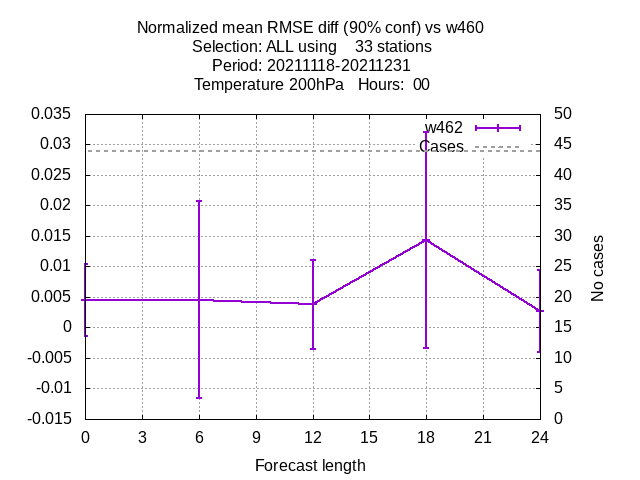 Normalized mean RMSE diff (90% conf) vs w460
Selection: ALL using    33 stations
Period: 20211118-20211231
Temperature 200hPa   Hours:  00
0.035
0.03
0.025
0.02
0.015
0.01
0.005
0
-0.005
-0.01
-0.015
50
45
40
35
30
25
20
15
10
5
0
w462
Cases
No cases
0 3 6 9 12 15 18 21 24
Forecast length